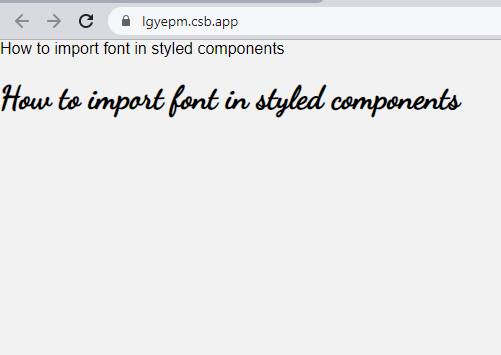 lgyepm.csb.app
How to import font in styled components
How to import font in styled components